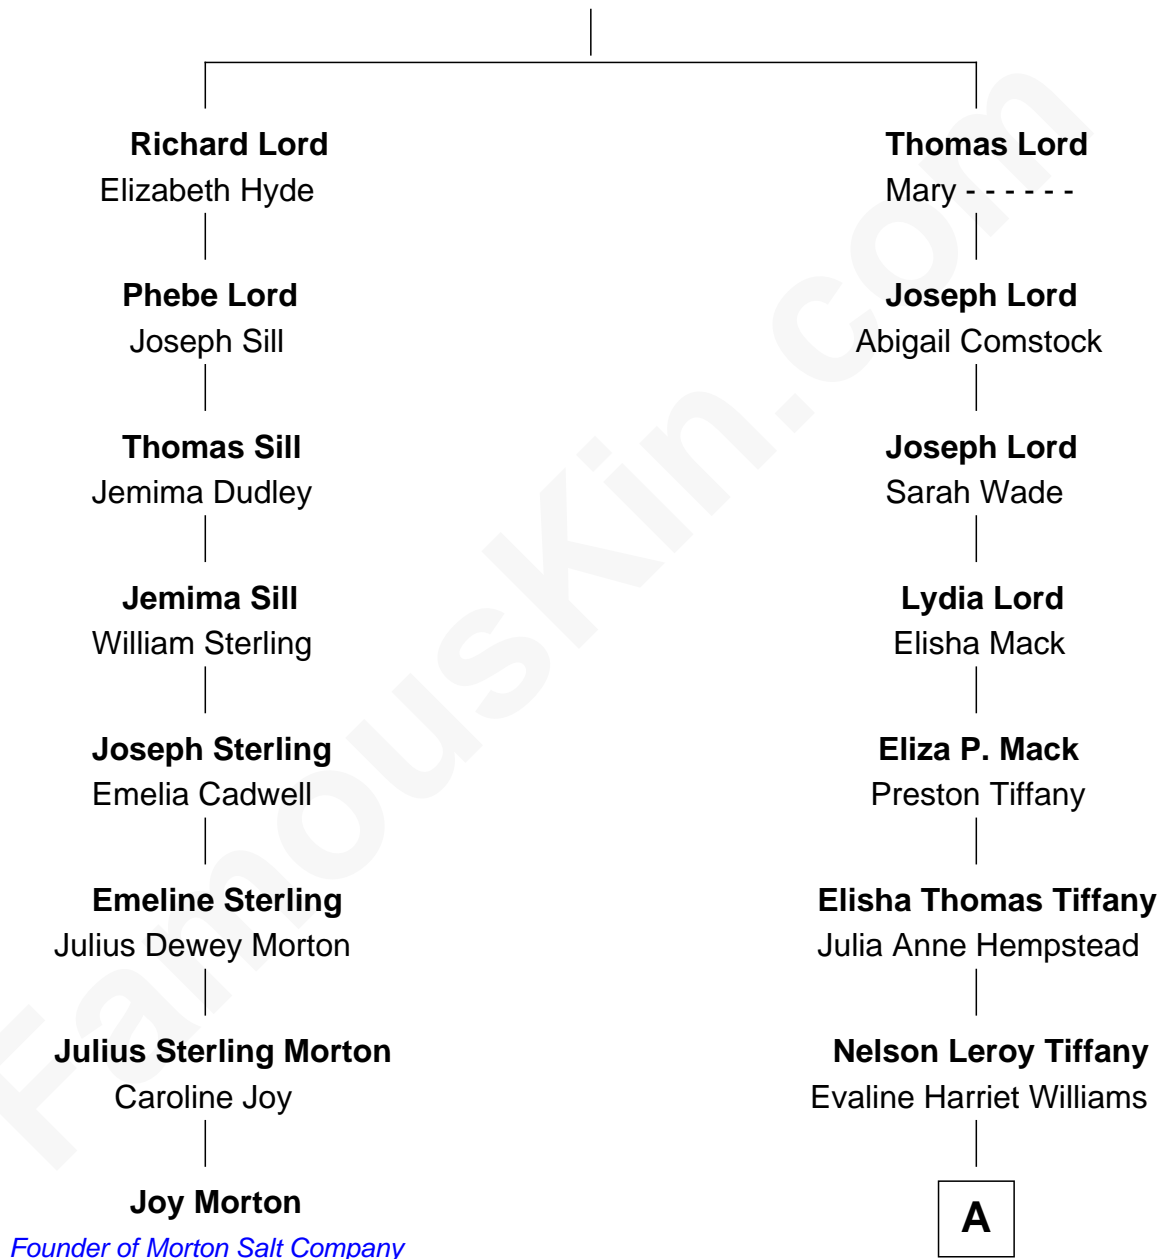 Richard Lord
Elizabeth Hyde
Phebe Lord
Joseph Sill
Thomas Sill
Jemima Dudley
Jemima Sill
William Sterling
Joseph Sterling
Emelia Cadwell
Emeline Sterling
Julius Dewey Morton
Julius Sterling Morton
Caroline Joy
Joy Morton
Founder of Morton Salt Company
Thomas Lord
Mary - - - - - -
Joseph Lord
Abigail Comstock
Joseph Lord
Sarah Wade
Lydia Lord
Elisha Mack
Eliza P. Mack
Preston Tiffany
Elisha Thomas Tiffany
Julia Anne Hempstead
Nelson Leroy Tiffany
Evaline Harriet Williams
A
FamousKin.com